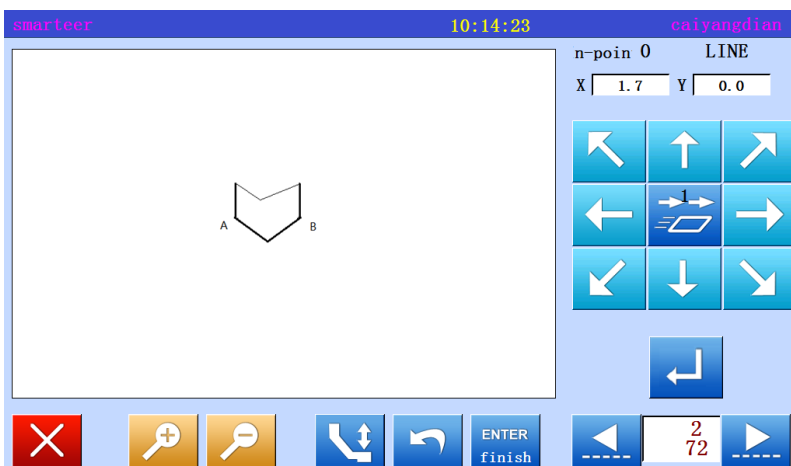 smarteer 10:14:23 caiyangdian
n-poin 0 LINE
X 1.7 Y 0.0
1
A B
ENTER
finish
2
72